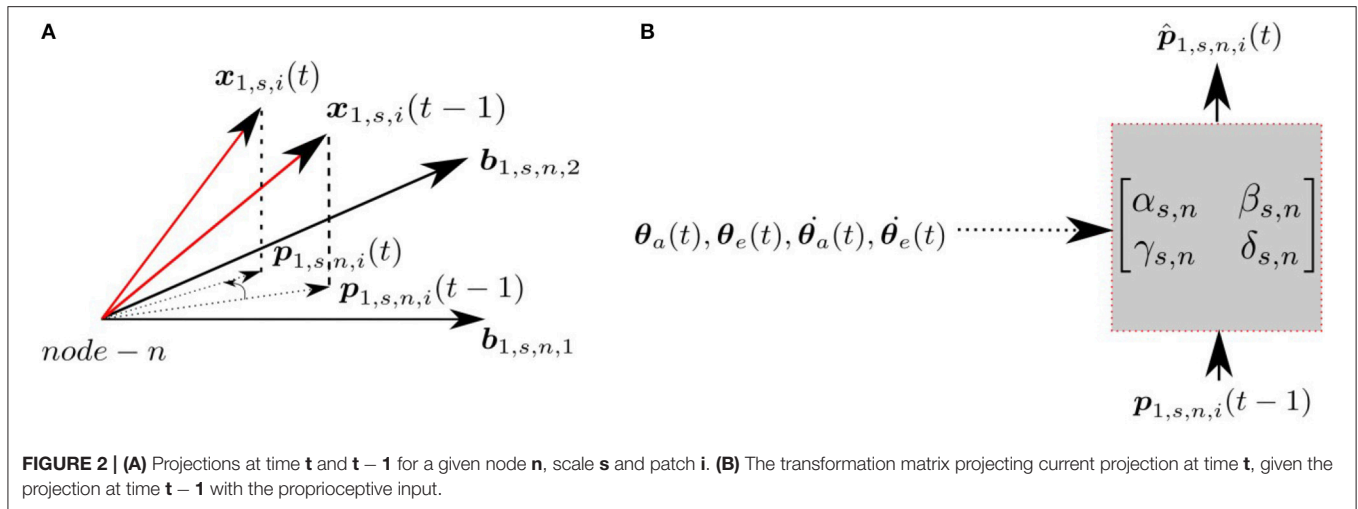 A
B
𝒙₁,ₛ,ᵢ(t)
𝒙₁,ₛ,ᵢ(t − 1)
𝒃₁,ₛ,ₙ,₂
𝒑₁,ₛ,ₙ,ᵢ(t)
𝒑₁,ₛ,ₙ,ᵢ(t − 1)
𝒃₁,ₛ,ₙ,₁
node − n
𝒑̂₁,ₛ,ₙ,ᵢ(t)
𝜽ₐ(t), 𝜽ₑ(t), 𝜽̇ₐ(t), 𝜽̇ₑ(t)
αₛ,ₙ βₛ,ₙ
γₛ,ₙ δₛ,ₙ
𝒑₁,ₛ,ₙ,ᵢ(t − 1)
FIGURE 2 | (A) Projections at time t and t − 1 for a given node n, scale s and patch i. (B) The transformation matrix projecting current projection at time t, given the
projection at time t − 1 with the proprioceptive input.